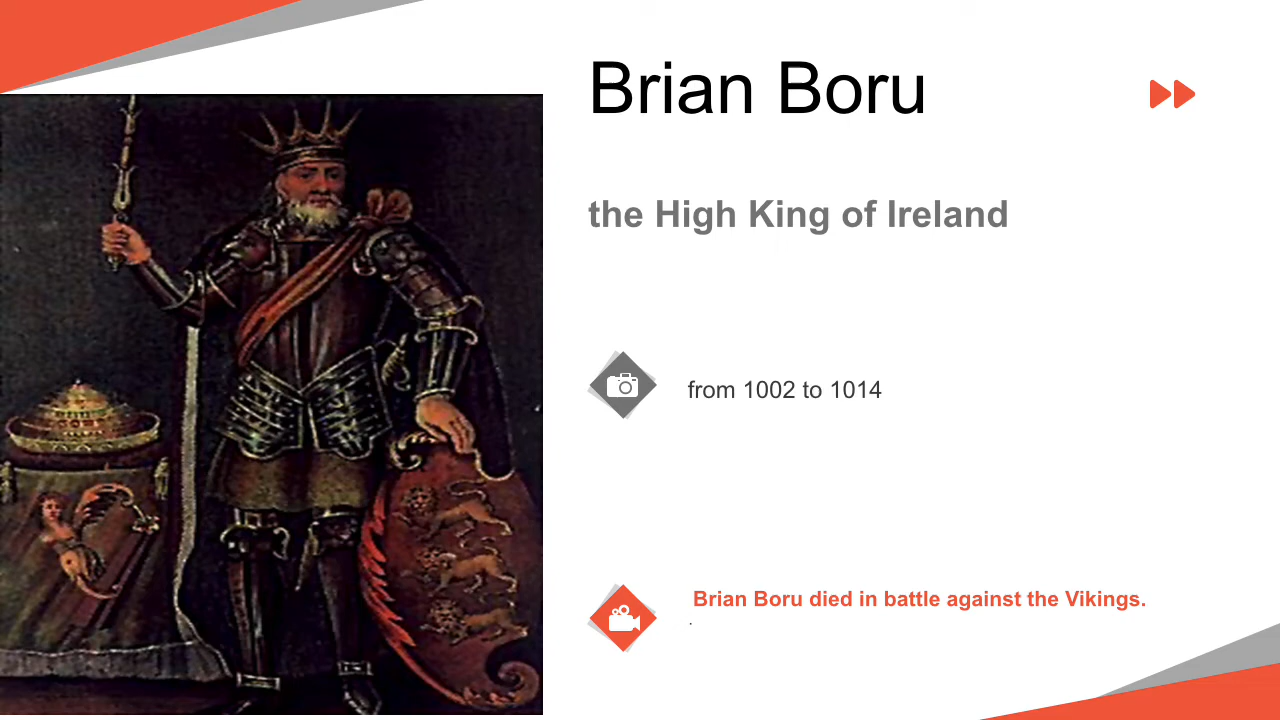 Brian Boru
the High King of Ireland
from 1002 to 1014
Brian Boru died in battle against the Vikings.
.